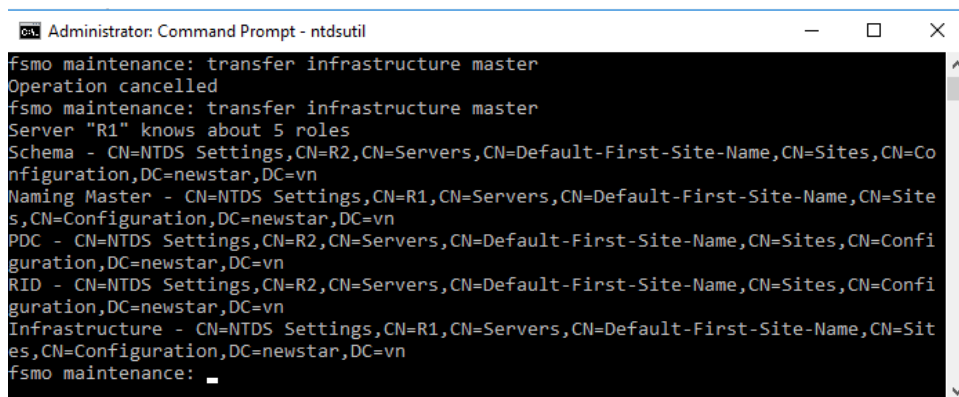 Administrator: Command Prompt - ntdsutil
fsmo maintenance: transfer infrastructure master
Operation cancelled
fsmo maintenance: transfer infrastructure master
Server "R1" knows about 5 roles
Schema - CN=NTDS Settings,CN=R2,CN=Servers,CN=Default-First-Site-Name,CN=Sites,CN=Co
nfiguration,DC=newstar,DC=vn
Naming Master - CN=NTDS Settings,CN=R1,CN=Servers,CN=Default-First-Site-Name,CN=Site
s,CN=Configuration,DC=newstar,DC=vn
PDC - CN=NTDS Settings,CN=R2,CN=Servers,CN=Default-First-Site-Name,CN=Sites,CN=Confi
guration,DC=newstar,DC=vn
RID - CN=NTDS Settings,CN=R2,CN=Servers,CN=Default-First-Site-Name,CN=Sites,CN=Confi
guration,DC=newstar,DC=vn
Infrastructure - CN=NTDS Settings,CN=R1,CN=Servers,CN=Default-First-Site-Name,CN=Sit
es,CN=Configuration,DC=newstar,DC=vn
fsmo maintenance: